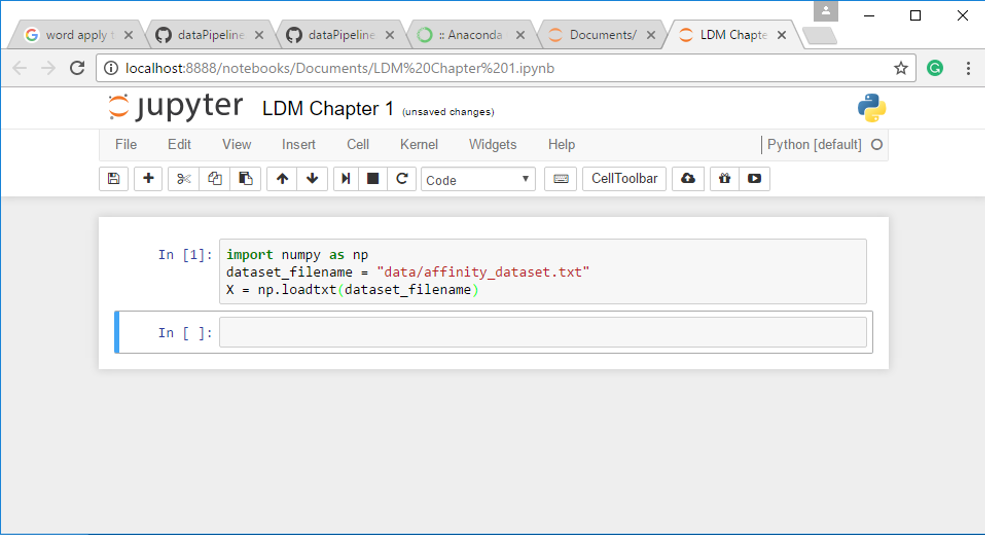 word apply t
dataPipeline
dataPipeline
:: Anaconda
Documents/
LDM Chapte
localhost:8888/notebooks/Documents/LDM%20Chapter%201.ipynb
jupyter LDM Chapter 1 (unsaved changes)
File Edit View Insert Cell Kernel Widgets Help Python [default]
Code CellToolbar
In [1]: import numpy as np
dataset_filename = "data/affinity_dataset.txt"
X = np.loadtxt(dataset_filename)
In [ ]: